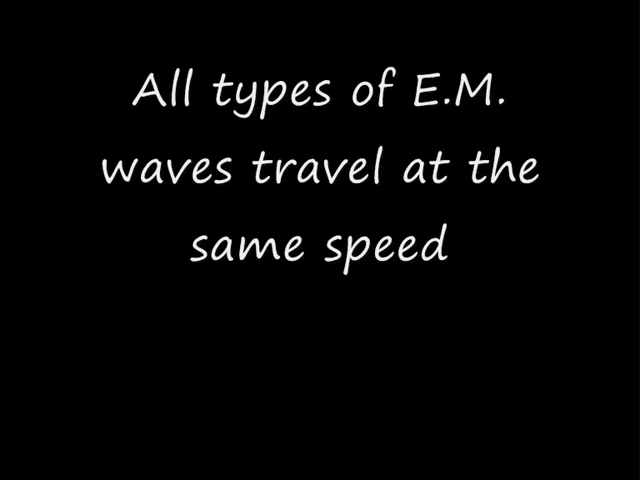 All types of E.M.
waves travel at the
same speed